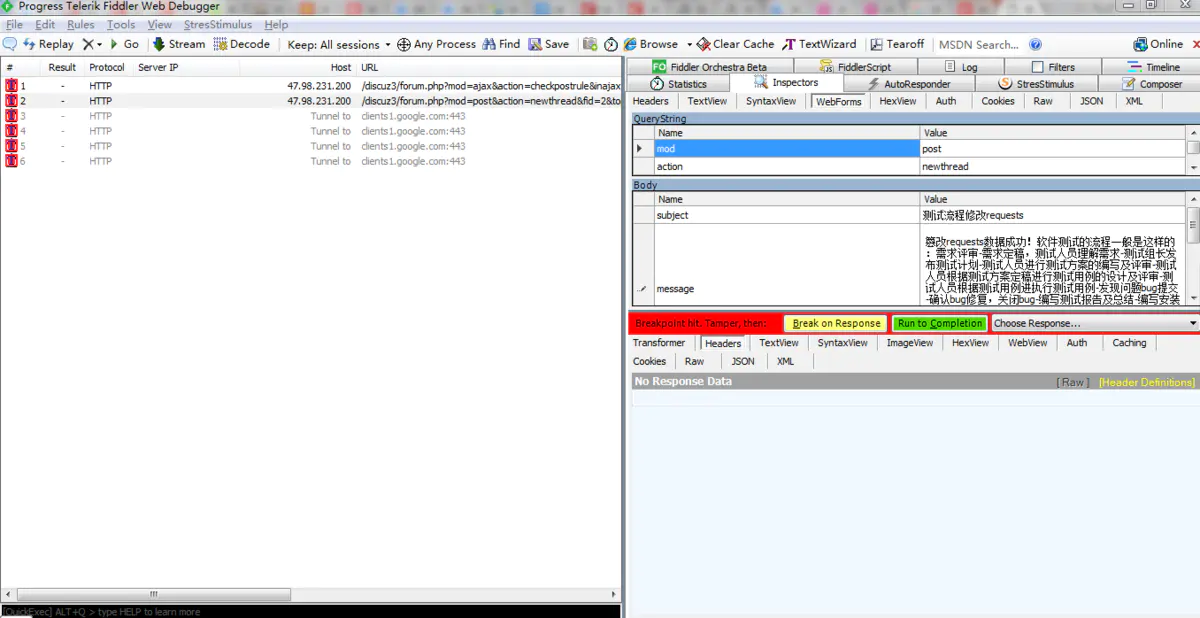 Progress Telerik Fiddler Web Debugger
File Edit Rules Tools View StresStimulus Help
Replay Go Stream Decode Keep: All sessions Any Process Find Save Browse Clear Cache TextWizard Tearoff MSDN Search... Online
# Result Protocol Server IP Host URL
1 - HTTP 47.98.231.200 /discuz3/forum.php?mod=ajax&action=checkpostrule&inajax
2 - HTTP 47.98.231.200 /discuz3/forum.php?mod=post&action=newthread&fid=2&to
3 - HTTP Tunnel to clients1.google.com:443
4 - HTTP Tunnel to clients1.google.com:443
5 - HTTP Tunnel to clients1.google.com:443
6 - HTTP Tunnel to clients1.google.com:443
[QuickExec] ALT+Q > type HELP to learn more
FO Fiddler Orchestra Beta FiddlerScript Log Filters Timeline
Statistics Inspectors AutoResponder StresStimulus Composer
Headers TextView SyntaxView WebForms HexView Auth Cookies Raw JSON XML
QueryString
Name Value
mod post
action newthread
Body
Name Value
subject 测试流程修改requests
message
篡改requests数据成功！软件测试的流程一般是这样的
：需求评审-需求定稿，测试人员理解需求-测试组长发
布测试计划-测试人员进行测试方案的编写及评审-测试
人员根据测试方案定稿进行测试用例的设计及评审-测
试人员根据测试用例进执行测试用例-发现问题bug提交
-确认bug修复，关闭bug-编写测试报告及总结-编写安装
Breakpoint hit. Tamper, then: Break on Response Run to Completion Choose Response...
Transformer Headers TextView SyntaxView ImageView HexView WebView Auth Caching
Cookies Raw JSON XML
No Response Data [ Raw ] [Header Definitions]